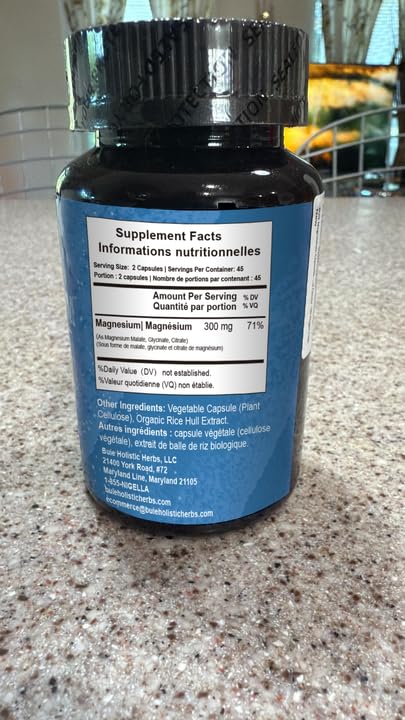 PROTECTION
SEAL
Supplement Facts
Informations nutritionnelles
Serving Size: 2 Capsules | Servings Per Container: 45
Portion : 2 capsules | Nombre de portions par contenant : 45
Amount Per Serving % DV
Quantité par portion % VQ
Magnesium| Magnésium 300 mg 71%
(As Magnesium Malate, Glycinate, Citrate)
(Sous forme de malate, glycinate et citrate de magnésium)
%Daily Value (DV) not established.
%Valeur quotidienne (VQ) non établie.
Other Ingredients: Vegetable Capsule (Plant
Cellulose), Organic Rice Hull Extract.
Autres ingrédients : capsule végétale (cellulose
végétale), extrait de balle de riz biologique.
Buie Holistic Herbs, LLC
21400 York Road, #72
Maryland Line, Maryland 21105
1-855-NIGELLA
buieholisticherbs.com
ecommerce@buieholisticherbs.com